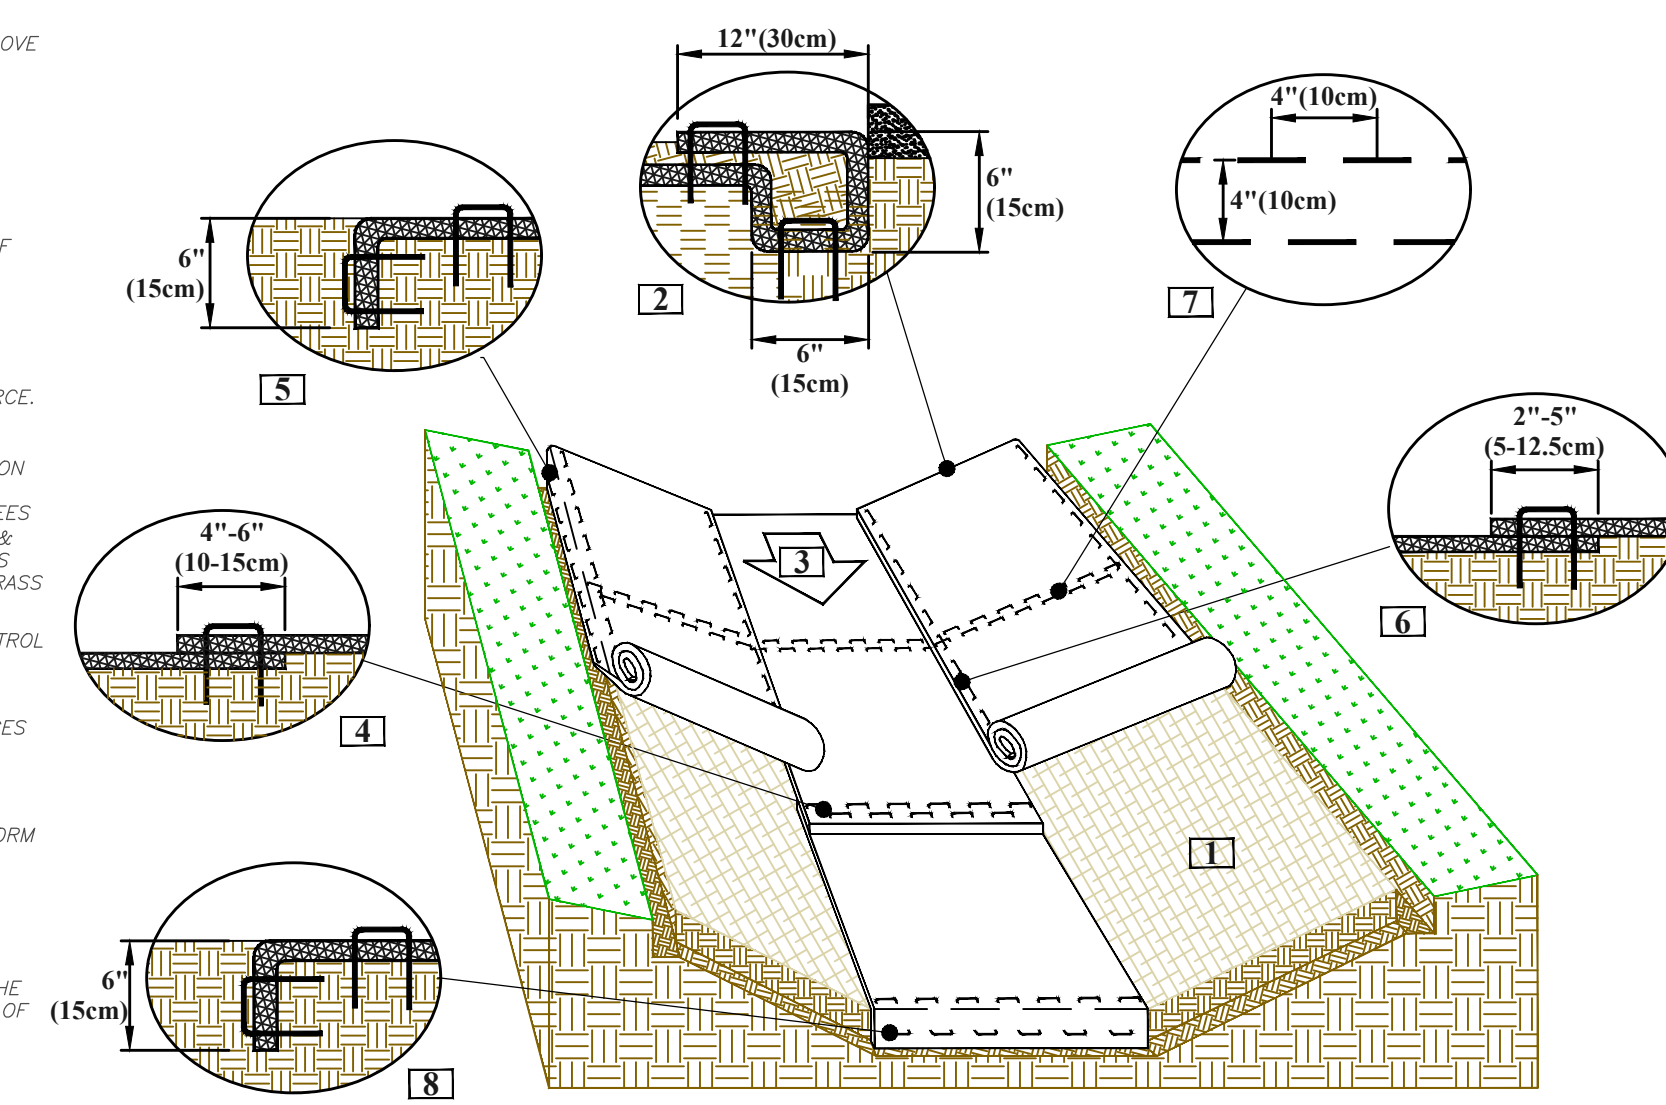 OVE
F
RCE.
ON
EES
&
S
RASS
TROL
CES
ORM
HE
OF
12"(30cm)
6"
(15cm)
6"
(15cm)
2
4"(10cm)
4"(10cm)
7
6"
(15cm)
5
2"-5"
(5-12.5cm)
6
4"-6"
(10-15cm)
4
3
1
6"
(15cm)
8